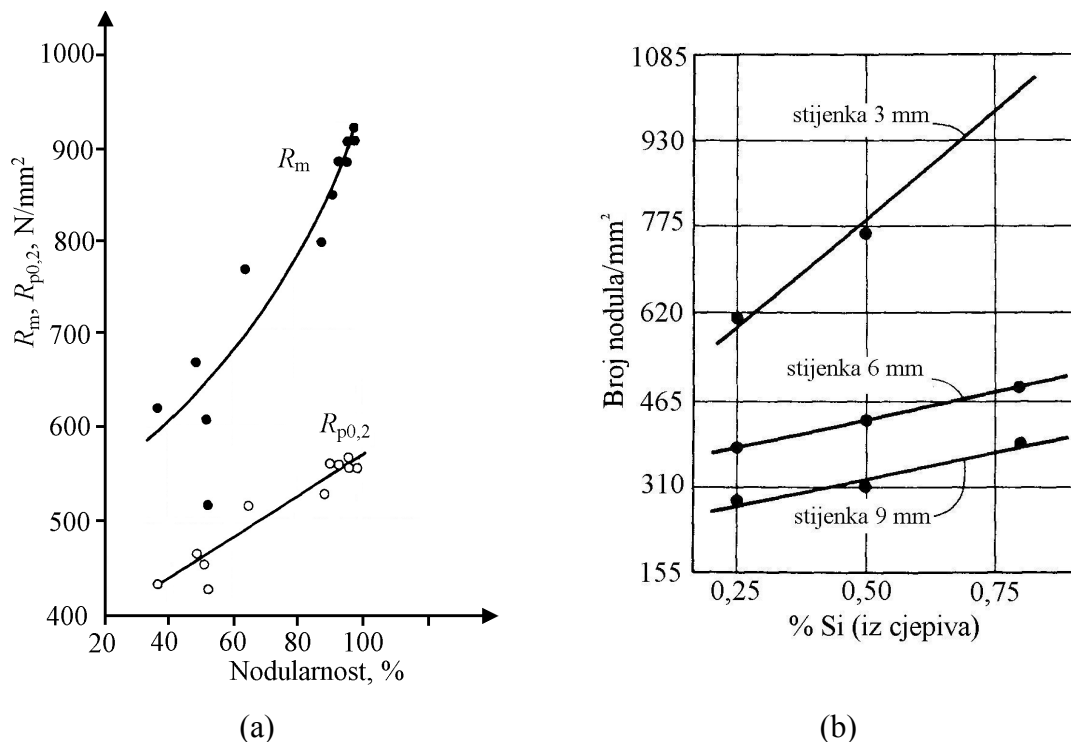 1000
900
800
700
600
500
400
20
40
60
80
100
Rm, Rp0,2, N/mm²
Rm
Rp0,2
Nodularnost, %
(a)
1085
930
775
620
465
310
155
0,25
0,50
0,75
Broj nodula/mm²
stijenka 3 mm
stijenka 6 mm
stijenka 9 mm
% Si (iz cjepiva)
(b)